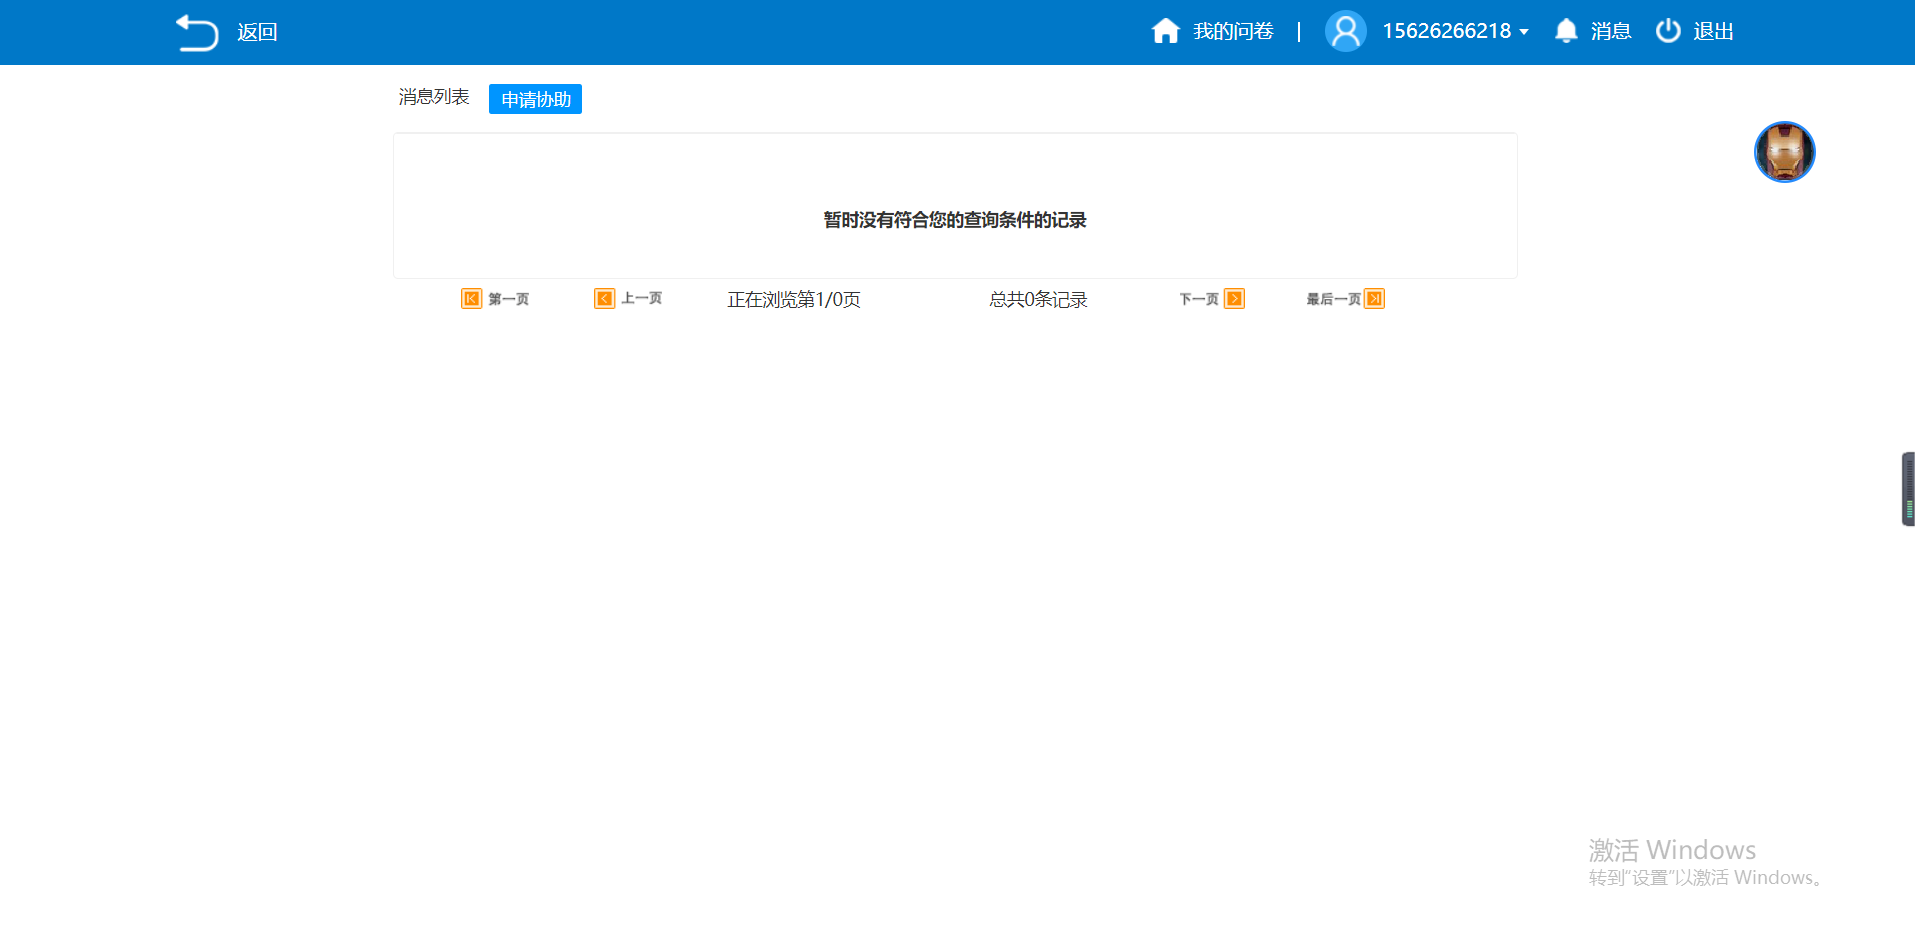 返回
我的问卷 | 15626266218 消息 退出
消息列表 申请协助
暂时没有符合您的查询条件的记录
第一页 上一页 正在浏览第1/0页 总共0条记录 下一页 最后一页
激活 Windows
转到“设置”以激活 Windows。